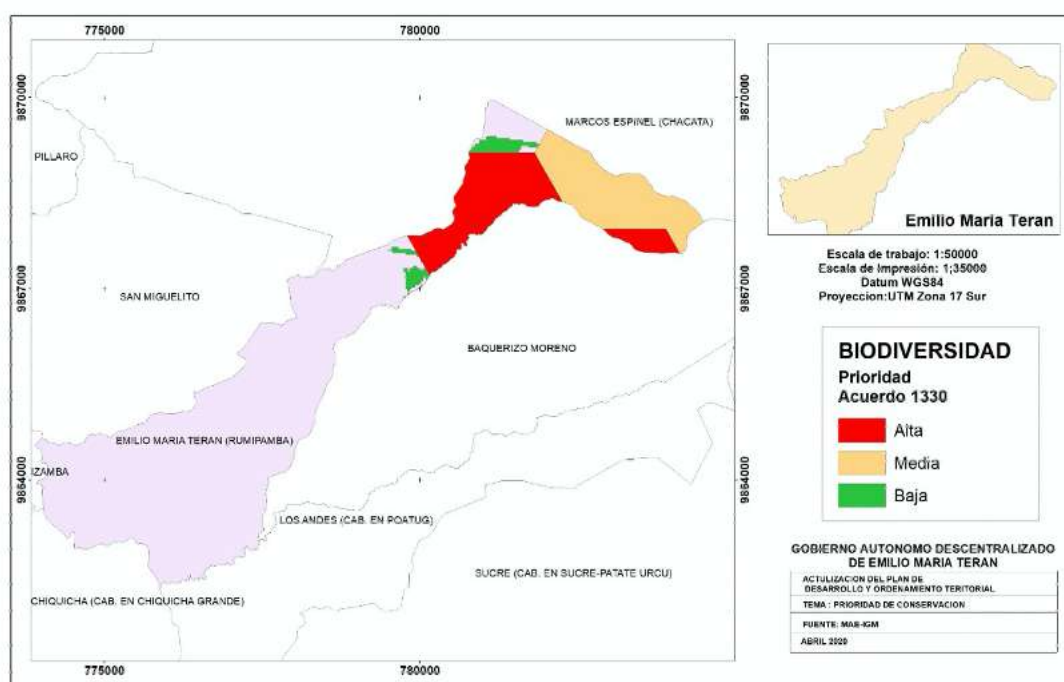 775000
780000
9870000
9870000
MARCOS ESPINEL (CHACATA)
PILLARO
Emilio Maria Teran
Escala de trabajo: 1:50000
Escala de Impresión: 1;35000
Datum WGS84
Proyeccion:UTM Zona 17 Sur
9867000
9867000
SAN MIGUELITO
BAQUERIZO MORENO
BIODIVERSIDAD
Prioridad
Acuerdo 1330
Alta
Media
Baja
EMILIO MARIA TERAN (RUMIPAMBA)
IZAMBA
9864000
9864000
LOS ANDES (CAB. EN POATUG)
SUCRE (CAB. EN SUCRE-PATATE URCU)
CHIQUICHA (CAB. EN CHIQUICHA GRANDE)
GOBIERNO AUTONOMO DESCENTRALIZADO
DE EMILIO MARIA TERAN
ACTULIZACION DEL PLAN DE
DESARROLLO Y ORDENAMIENTO TERITORIAL
TEMA : PRIORIDAD DE CONSERVACION
FUENTE: MAE-IGM
ABRIL 2020
775000
780000